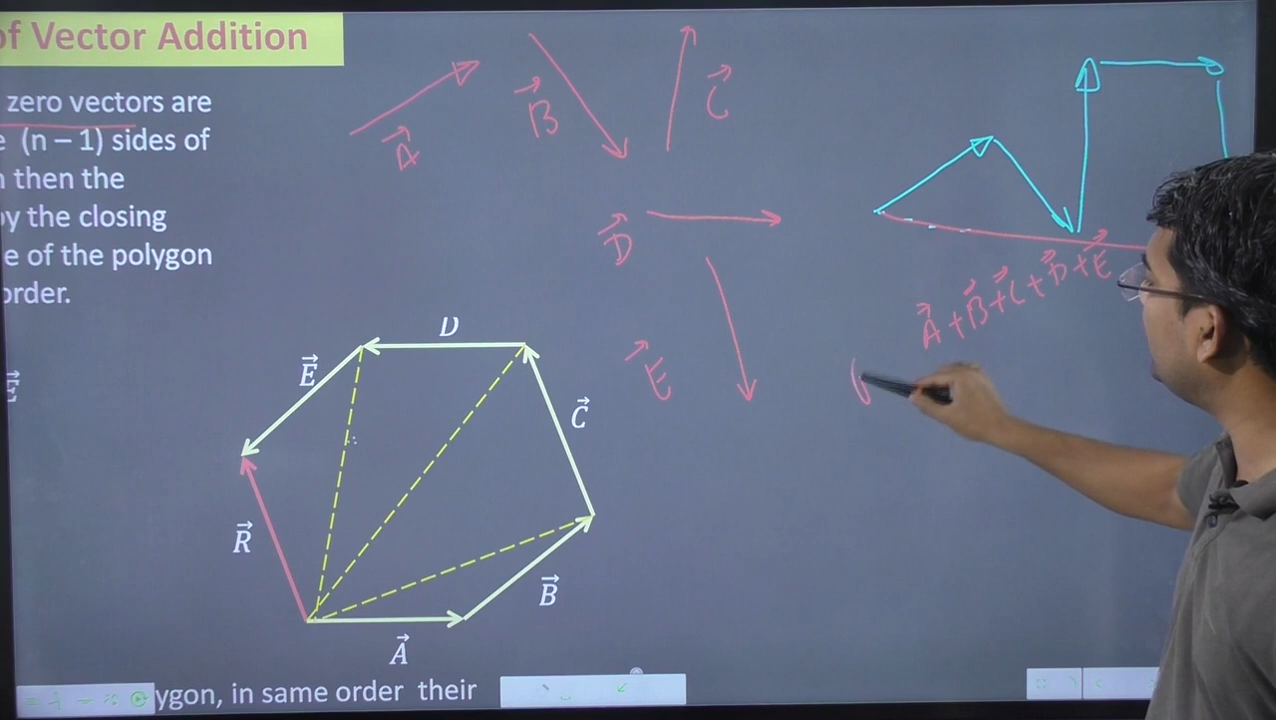 of Vector Addition
zero vectors are
e (n – 1) sides of
n then the
by the closing
e of the polygon
order.
E⃗
A⃗
B⃗
C⃗
D⃗
E⃗
A⃗+B⃗+C⃗+D⃗+E⃗
D
E⃗
C⃗
R⃗
B⃗
A⃗
ygon, in same order their